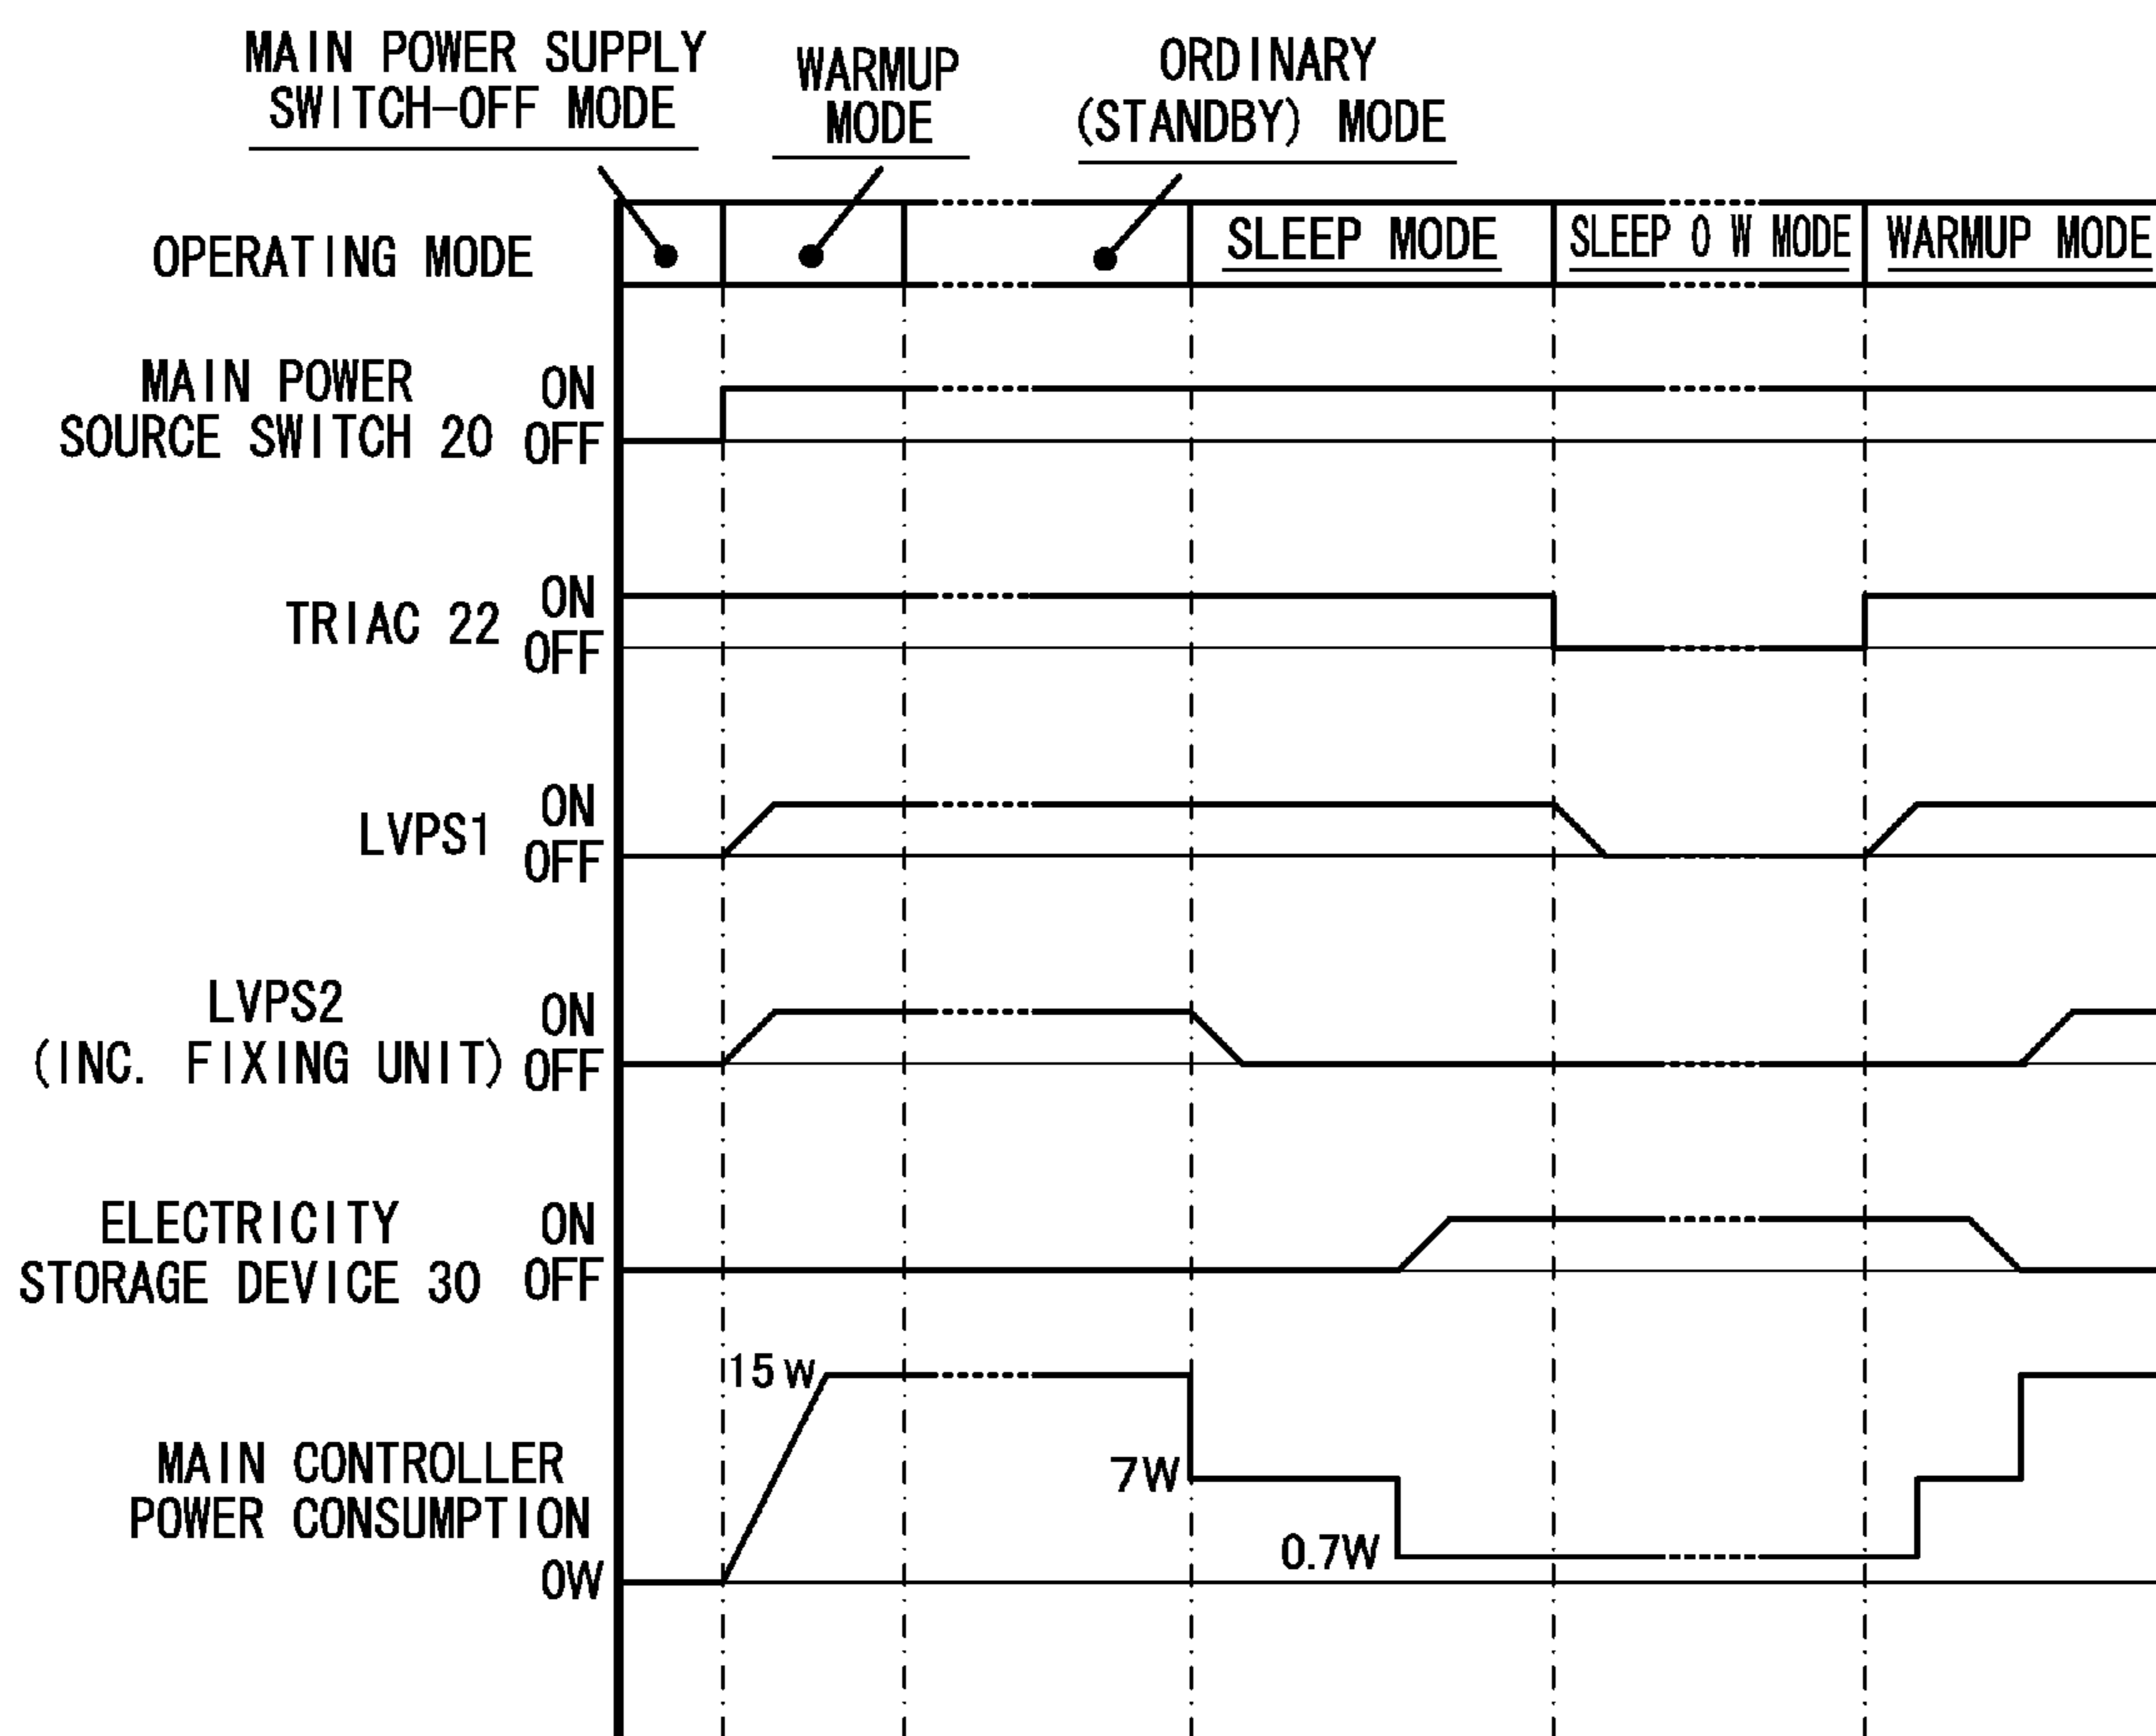 MAIN POWER SUPPLY
SWITCH-OFF MODE
WARMUP
MODE
ORDINARY
(STANDBY) MODE
OPERATING MODE
SLEEP MODE
SLEEP 0 W MODE
WARMUP MODE
MAIN POWER
SOURCE SWITCH 20
ON
OFF
TRIAC 22
ON
OFF
LVPS1
ON
OFF
LVPS2
(INC. FIXING UNIT)
ON
OFF
ELECTRICITY
STORAGE DEVICE 30
ON
OFF
15W
7W
0.7W
MAIN CONTROLLER
POWER CONSUMPTION
0W